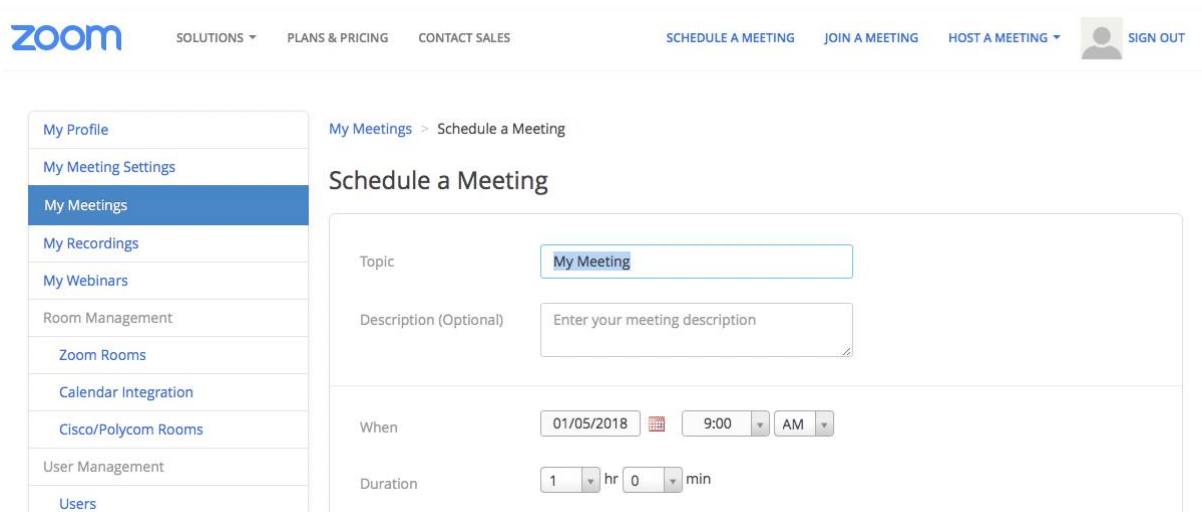 zoom SOLUTIONS PLANS & PRICING CONTACT SALES SCHEDULE A MEETING JOIN A MEETING HOST A MEETING SIGN OUT
My Profile
My Meeting Settings
My Meetings
My Recordings
My Webinars
Room Management
Zoom Rooms
Calendar Integration
Cisco/Polycom Rooms
User Management
Users
My Meetings > Schedule a Meeting
Schedule a Meeting
Topic My Meeting
Description (Optional) Enter your meeting description
When 01/05/2018 9:00 AM
Duration 1 hr 0 min